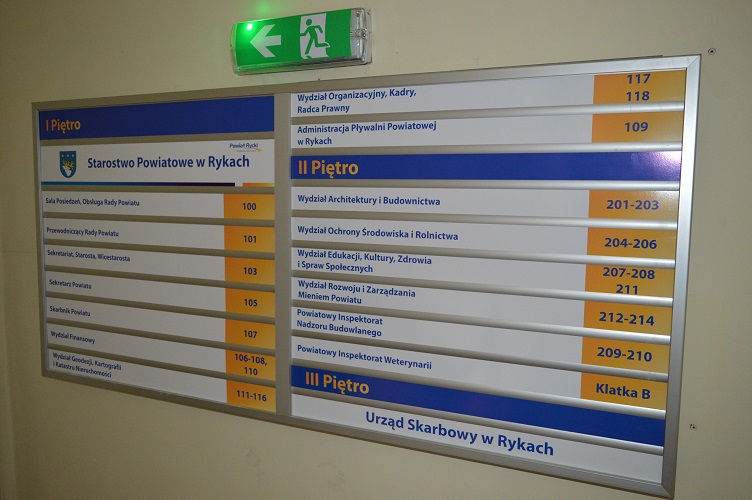 I Piętro
Powiat Rycki
Starostwo Powiatowe w Rykach
Sala Posiedzeń, Obsługa Rady Powiatu 100
Przewodniczący Rady Powiatu 101
Sekretariat, Starosta, Wicestarosta 103
Sekretarz Powiatu 105
Skarbnik Powiatu 107
Wydział Finansowy 106-108,
110
Wydział Geodezji, Kartografii
i Katastru Nieruchomości 111-116
117
Wydział Organizacyjny, Kadry, 118
Radca Prawny
Administracja Pływalni Powiatowej 109
w Rykach
II Piętro
Wydział Architektury i Budownictwa 201-203
Wydział Ochrony Środowiska i Rolnictwa 204-206
Wydział Edukacji, Kultury, Zdrowia 207-208
i Spraw Społecznych 211
Wydział Rozwoju i Zarządzania
Mieniem Powiatu 212-214
Powiatowy Inspektorat
Nadzoru Budowlanego 209-210
Powiatowy Inspektorat Weterynarii Klatka B
III Piętro
Urząd Skarbowy w Rykach